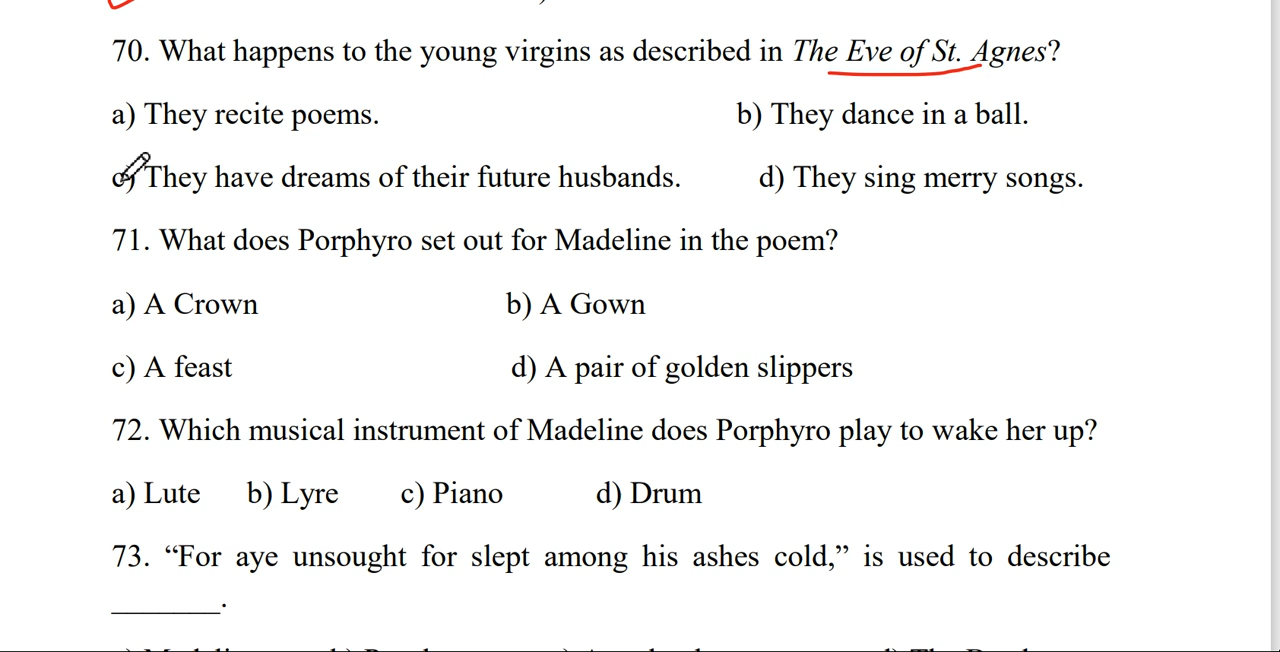 70. What happens to the young virgins as described in The Eve of St. Agnes?
a) They recite poems. b) They dance in a ball.
c) They have dreams of their future husbands. d) They sing merry songs.
71. What does Porphyro set out for Madeline in the poem?
a) A Crown b) A Gown
c) A feast d) A pair of golden slippers
72. Which musical instrument of Madeline does Porphyro play to wake her up?
a) Lute b) Lyre c) Piano d) Drum
73. “For aye unsought for slept among his ashes cold,” is used to describe
_______.